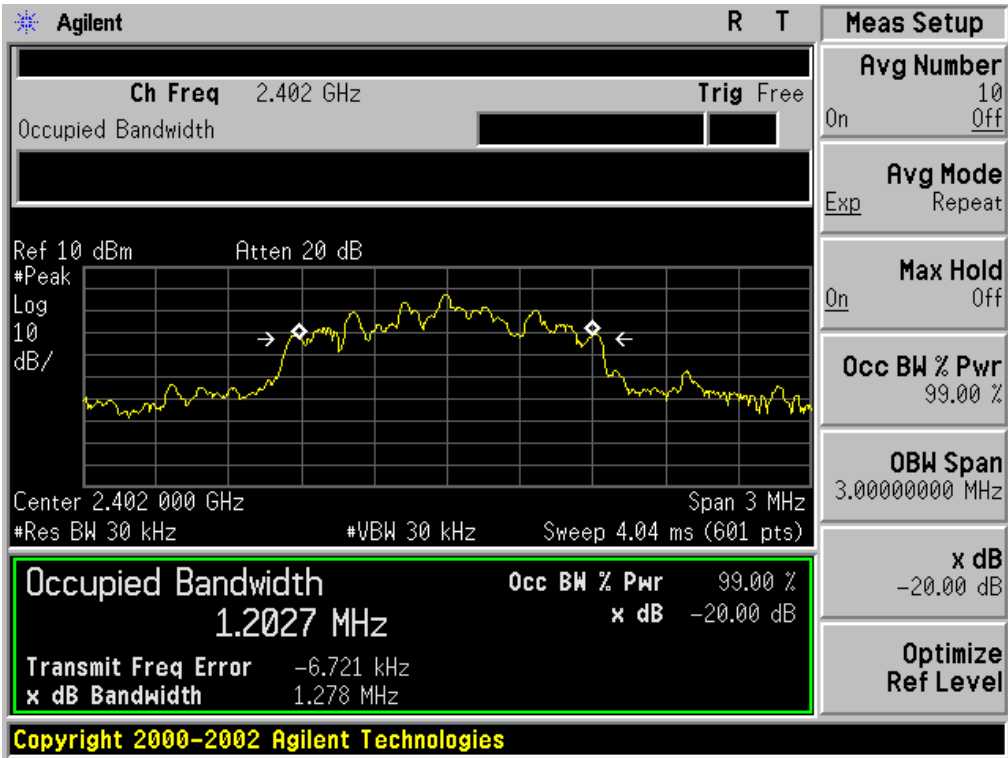 Agilent R T
Ch Freq 2.402 GHz Trig Free
Occupied Bandwidth
Ref 10 dBm Atten 20 dB
#Peak
Log
10
dB/
Center 2.402 000 GHz Span 3 MHz
#Res BW 30 kHz #VBW 30 kHz Sweep 4.04 ms (601 pts)
Occupied Bandwidth Occ BW % Pwr 99.00 %
1.2027 MHz x dB -20.00 dB
Transmit Freq Error -6.721 kHz
x dB Bandwidth 1.278 MHz
Copyright 2000-2002 Agilent Technologies
Meas Setup
Avg Number
10
On Off
Avg Mode
Exp Repeat
Max Hold
On Off
Occ BW % Pwr
99.00 %
OBW Span
3.00000000 MHz
x dB
-20.00 dB
Optimize
Ref Level